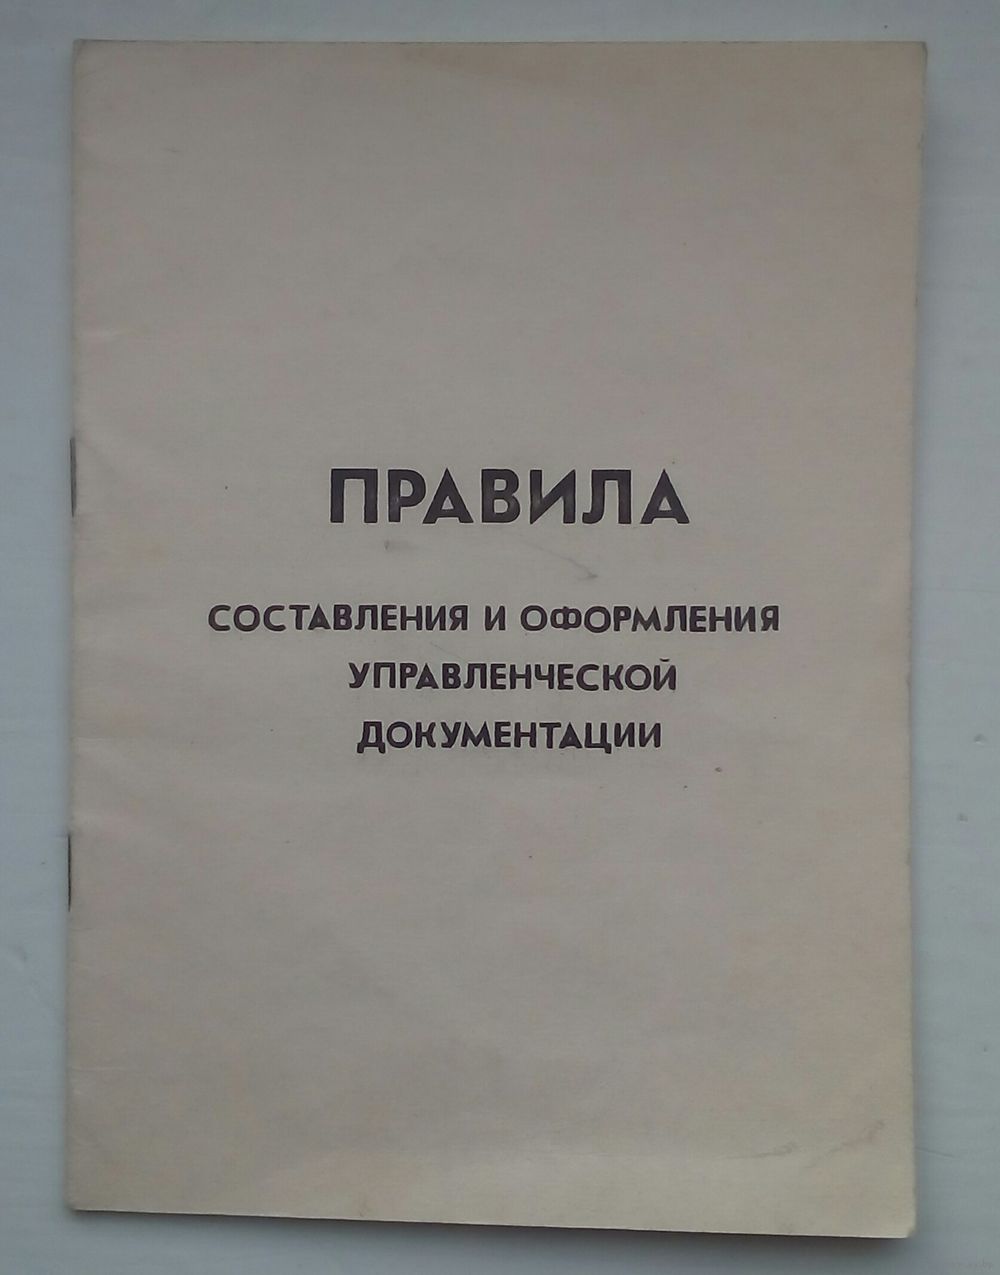 ПРАВИЛА
СОСТАВЛЕНИЯ И ОФОРМЛЕНИЯ
УПРАВЛЕНЧЕСКОЙ
ДОКУМЕНТАЦИИ